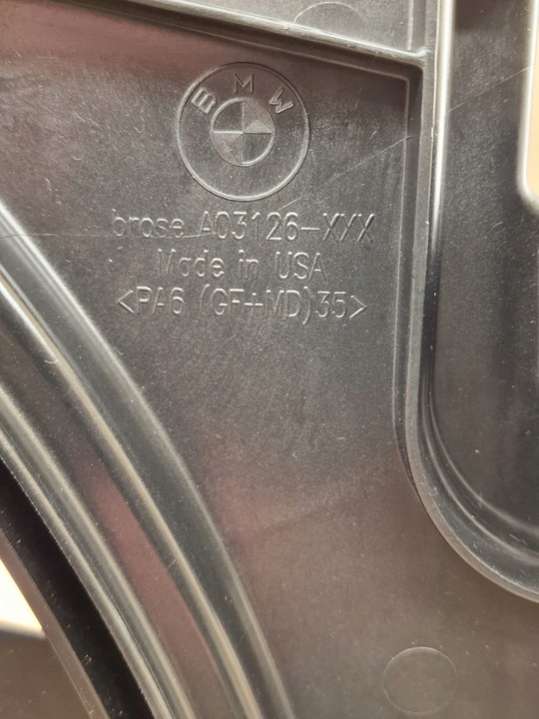 BMW
brose A03126-XXX
Made in USA
<PA6 (GF+MD)35>